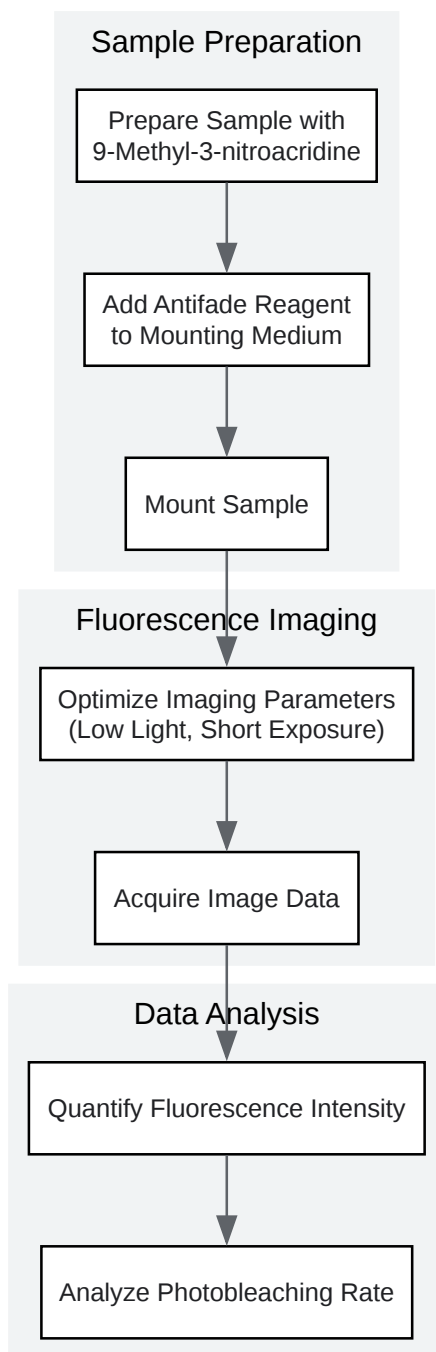 Sample Preparation
Prepare Sample with
9-Methyl-3-nitroacridine
Add Antifade Reagent
to Mounting Medium
Mount Sample
Fluorescence Imaging
Optimize Imaging Parameters
(Low Light, Short Exposure)
Acquire Image Data
Data Analysis
Quantify Fluorescence Intensity
Analyze Photobleaching Rate